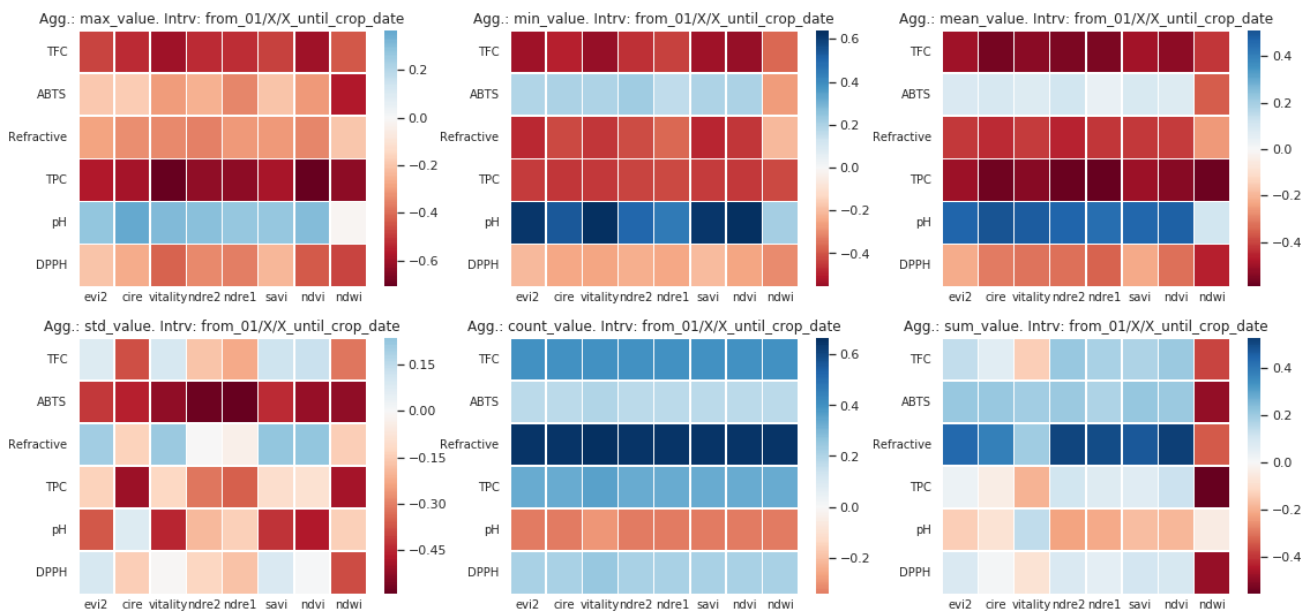 Agg.: max_value. Intrv: from_01/X/X_until_crop_date
TFC
ABTS
Refractive
TPC
pH
DPPH
evi2 cire vitality ndre2 ndre1 savi ndvi ndwi
0.2
0.0
−0.2
−0.4
−0.6
Agg.: min_value. Intrv: from_01/X/X_until_crop_date
TFC
ABTS
Refractive
TPC
pH
DPPH
evi2 cire vitality ndre2 ndre1 savi ndvi ndwi
0.6
0.4
0.2
0.0
−0.2
−0.4
Agg.: mean_value. Intrv: from_01/X/X_until_crop_date
TFC
ABTS
Refractive
TPC
pH
DPPH
evi2 cire vitality ndre2 ndre1 savi ndvi ndwi
0.4
0.2
0.0
−0.2
−0.4
Agg.: std_value. Intrv: from_01/X/X_until_crop_date
TFC
ABTS
Refractive
TPC
pH
DPPH
evi2 cire vitality ndre2 ndre1 savi ndvi ndwi
0.15
0.00
−0.15
−0.30
−0.45
Agg.: count_value. Intrv: from_01/X/X_until_crop_date
TFC
ABTS
Refractive
TPC
pH
DPPH
evi2 cire vitality ndre2 ndre1 savi ndvi ndwi
0.6
0.4
0.2
0.0
−0.2
Agg.: sum_value. Intrv: from_01/X/X_until_crop_date
TFC
ABTS
Refractive
TPC
pH
DPPH
evi2 cire vitality ndre2 ndre1 savi ndvi ndwi
0.4
0.2
0.0
−0.2
−0.4